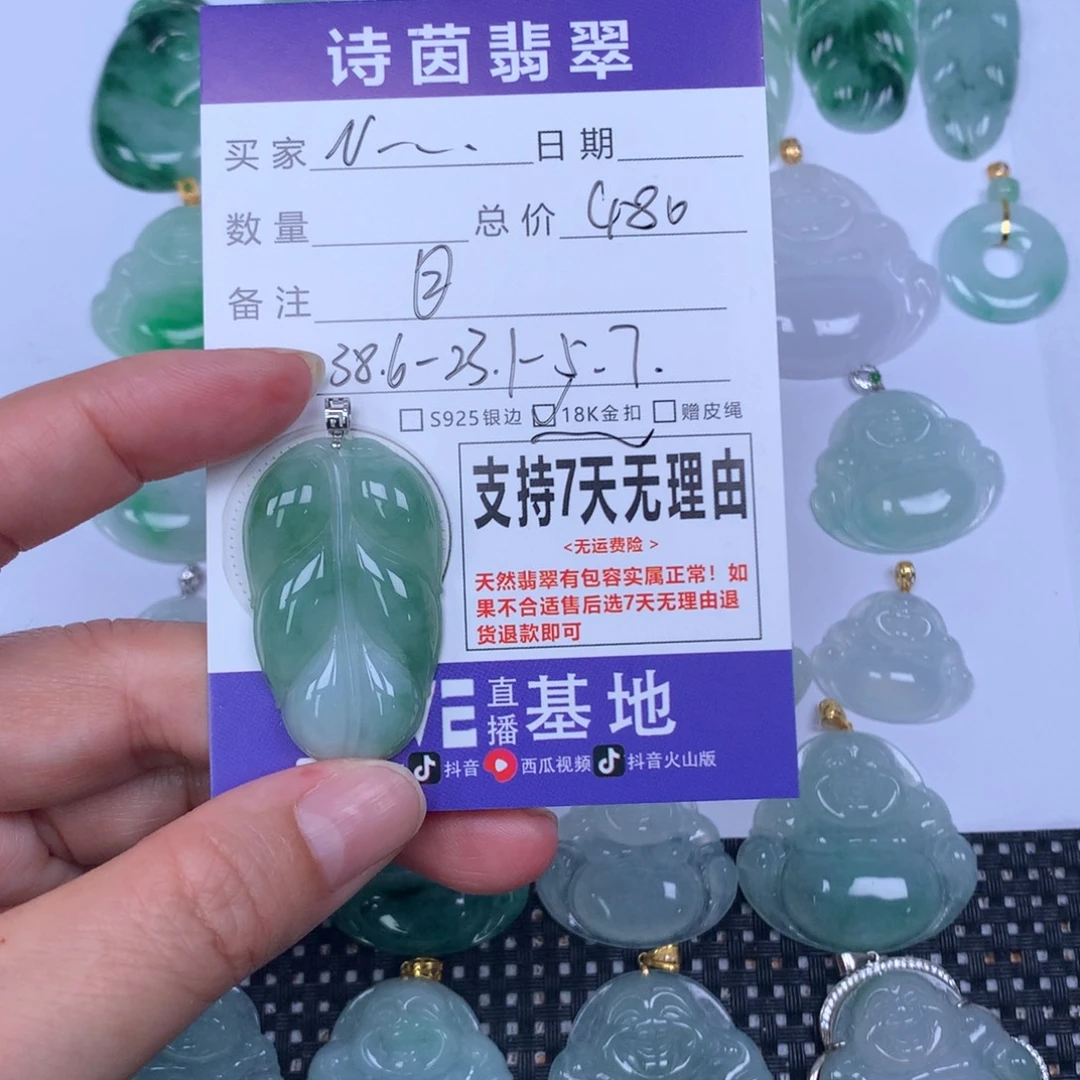 诗茵翡翠
买家 N~. 日期
数量 总价 480
备注
38.6-23.1-5.7.
S925银边 18K金扣 赠皮绳
支持7天无理由
<无运费险>
天然翡翠有包容实属正常！如
果不合适售后选7天无理由退
货退款即可
VE 直播 基地
抖音 西瓜视频 抖音火山版